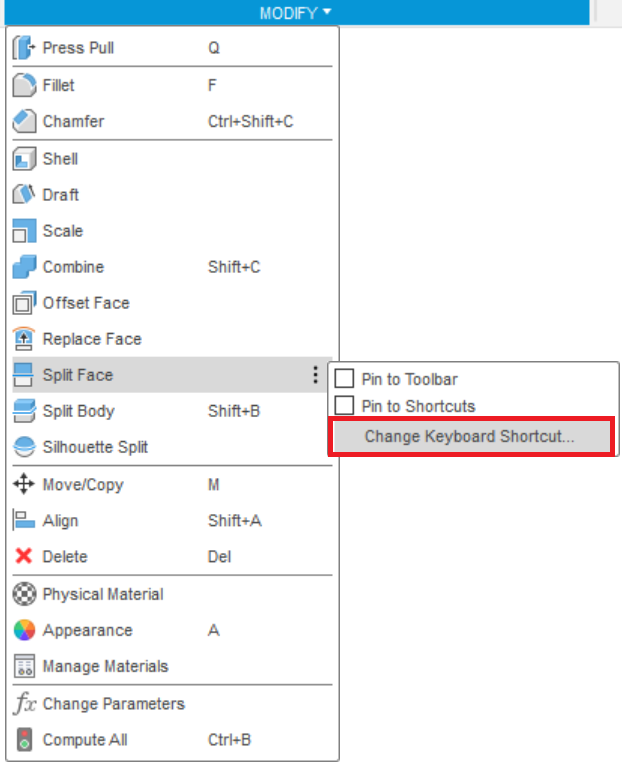 MODIFY
Press Pull Q
Fillet F
Chamfer Ctrl+Shift+C
Shell
Draft
Scale
Combine Shift+C
Offset Face
Replace Face
Split Face
Pin to Toolbar
Pin to Shortcuts
Split Body Shift+B
Change Keyboard Shortcut...
Silhouette Split
Move/Copy M
Align Shift+A
Delete Del
Physical Material
Appearance A
Manage Materials
fx Change Parameters
Compute All Ctrl+B